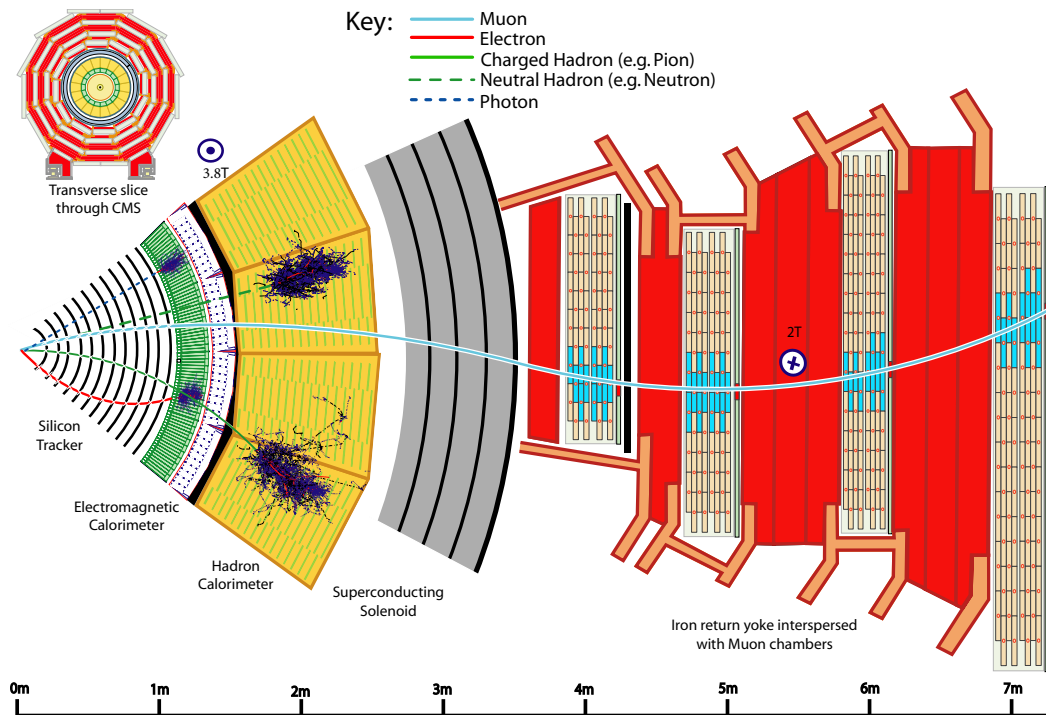 Key:
Muon
Electron
Charged Hadron (e.g. Pion)
Neutral Hadron (e.g. Neutron)
Photon
Transverse slice
through CMS
3.8T
2T
Silicon
Tracker
Electromagnetic
Calorimeter
Hadron
Calorimeter
Superconducting
Solenoid
Iron return yoke interspersed
with Muon chambers
0m 1m 2m 3m 4m 5m 6m 7m